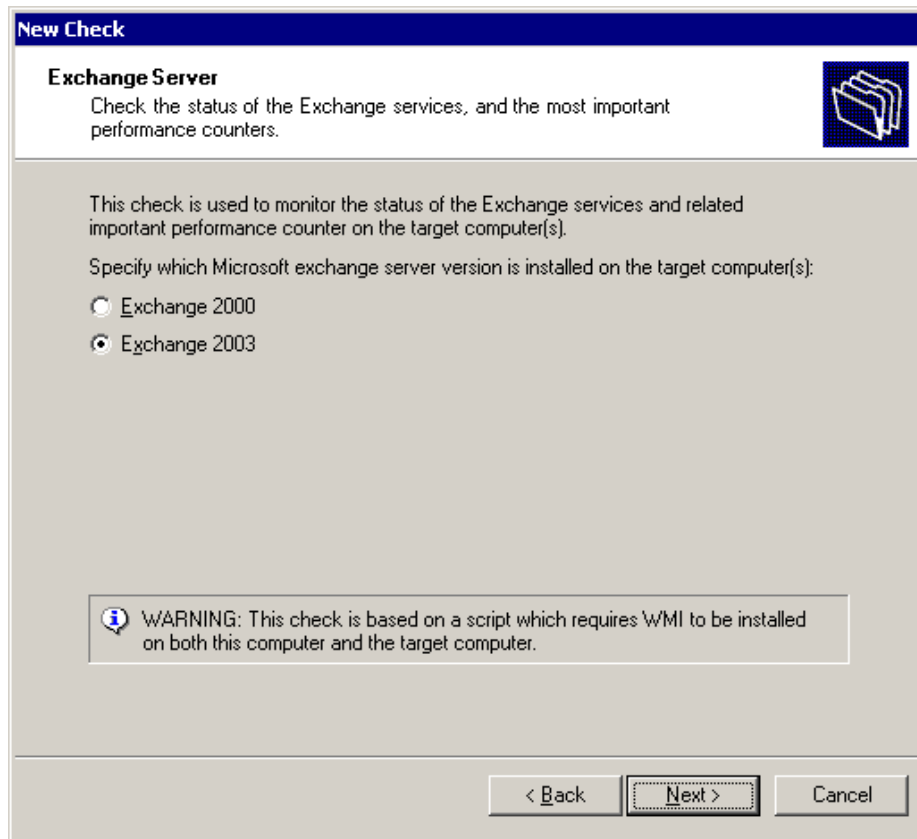 New Check
Exchange Server
Check the status of the Exchange services, and the most important
performance counters.
This check is used to monitor the status of the Exchange services and related
important performance counter on the target computer(s).
Specify which Microsoft exchange server version is installed on the target computer(s):
Exchange 2000
Exchange 2003
WARNING: This check is based on a script which requires WMI to be installed
on both this computer and the target computer.
< Back Next > Cancel